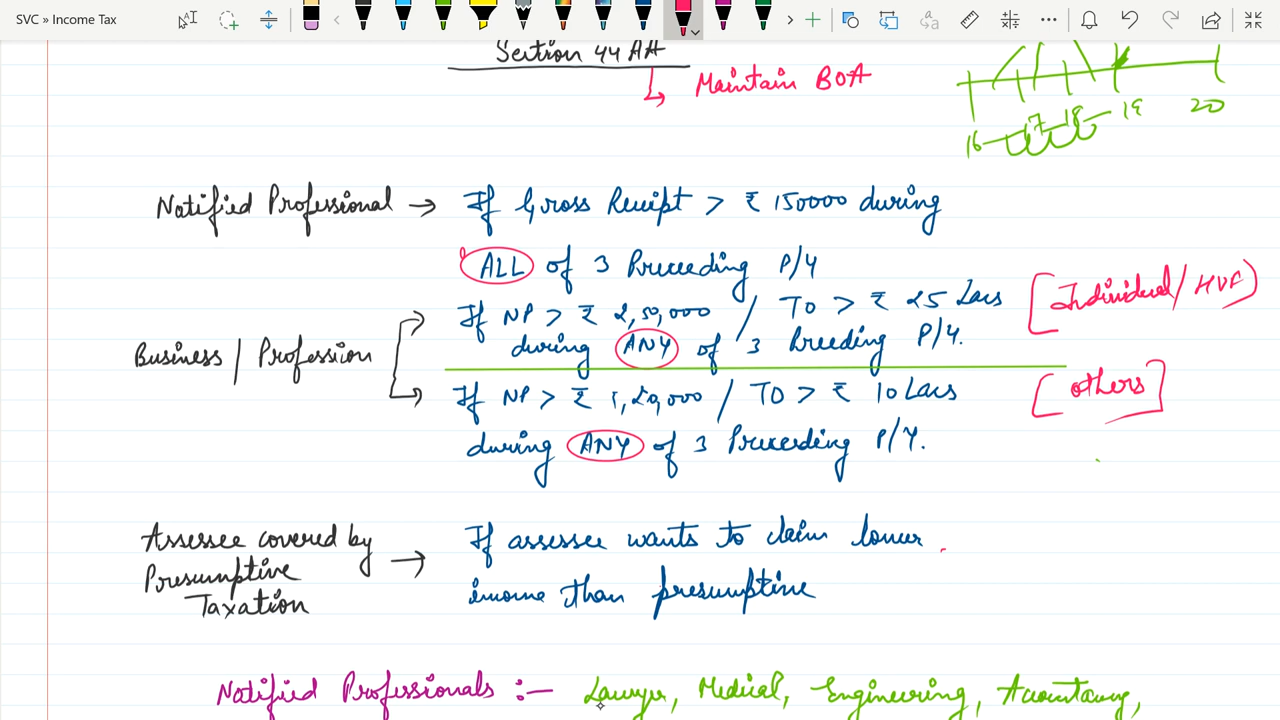 SVC » Income Tax
Section 44 AA
Maintain BOA
16 17 18 19 20
Notified Professional → If Gross Receipt > ₹ 150000 during
ALL of 3 Preceeding P/Y
Business / Profession
If NP > ₹ 2,50,000 / TO > ₹ 25 Lacs [Individual/HUF)
during ANY of 3 Preeding P/Y.
If NP > ₹ 1,20,000 / TO > ₹ 10 Lacs [others]
during ANY of 3 Preceeding P/Y.
Assessee covered by
Presumptive
Taxation → If assessee wants to claim lower
income than presumptive
Notified Professionals :— Lawyer, Medical, Engineering, Accountancy,